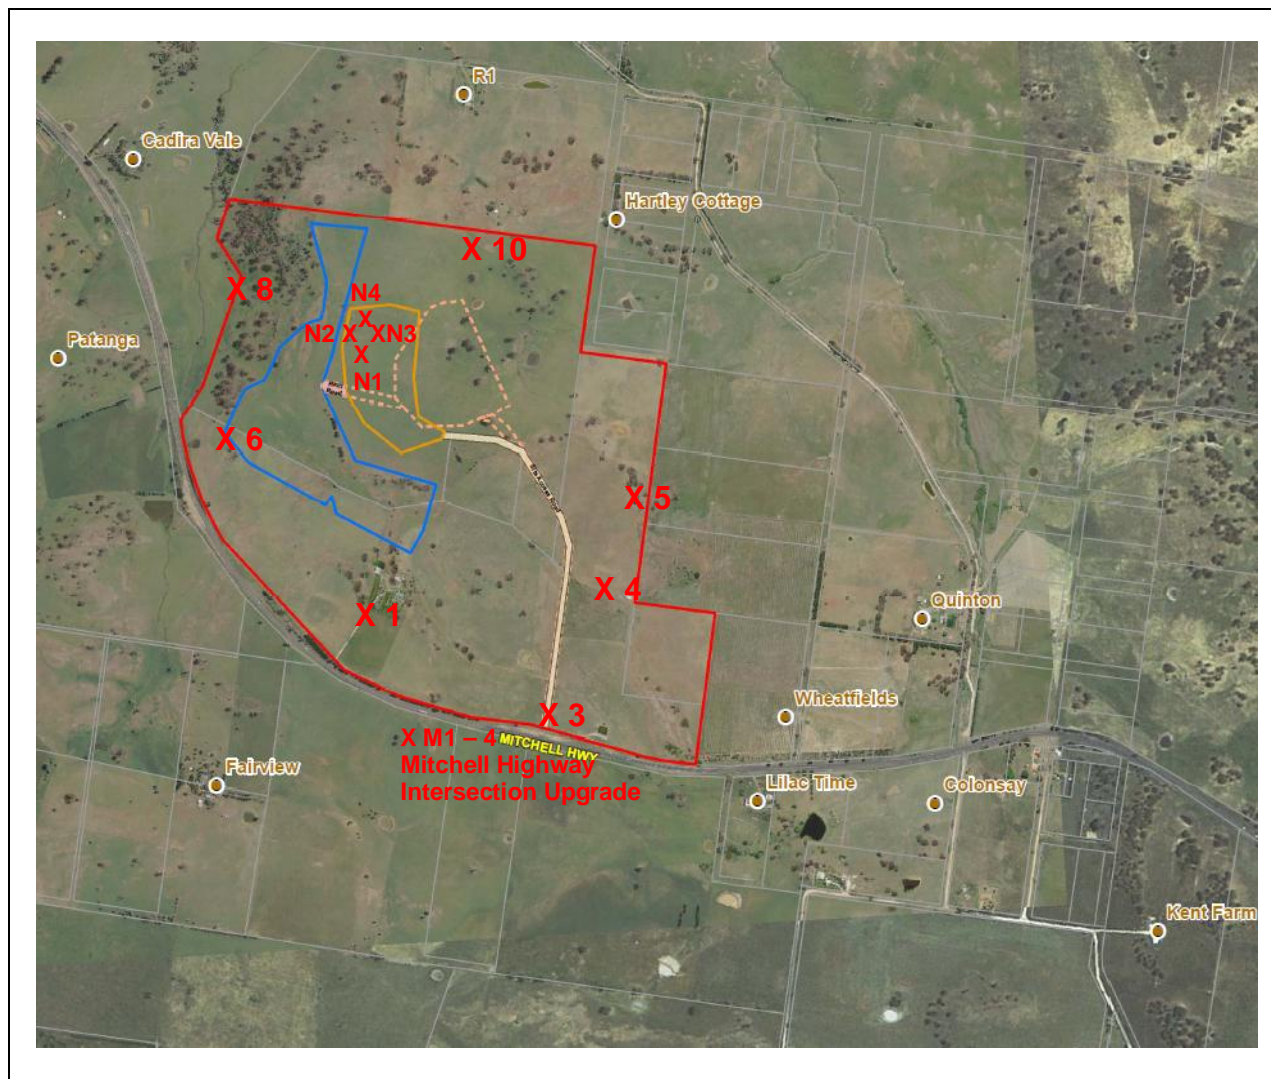 R1
Cadira Vale
Hartley Cottage
X 10
X 8
N4
X
N2 X XN3
X
N1
Patanga
X 6
X 5
X 4
X 1
Quinton
X 3
Wheatfields
X M1 – 4
MITCHELL HWY
Mitchell Highway
Intersection Upgrade
Fairview
Lilac Time
Colonsay
Kent Farm